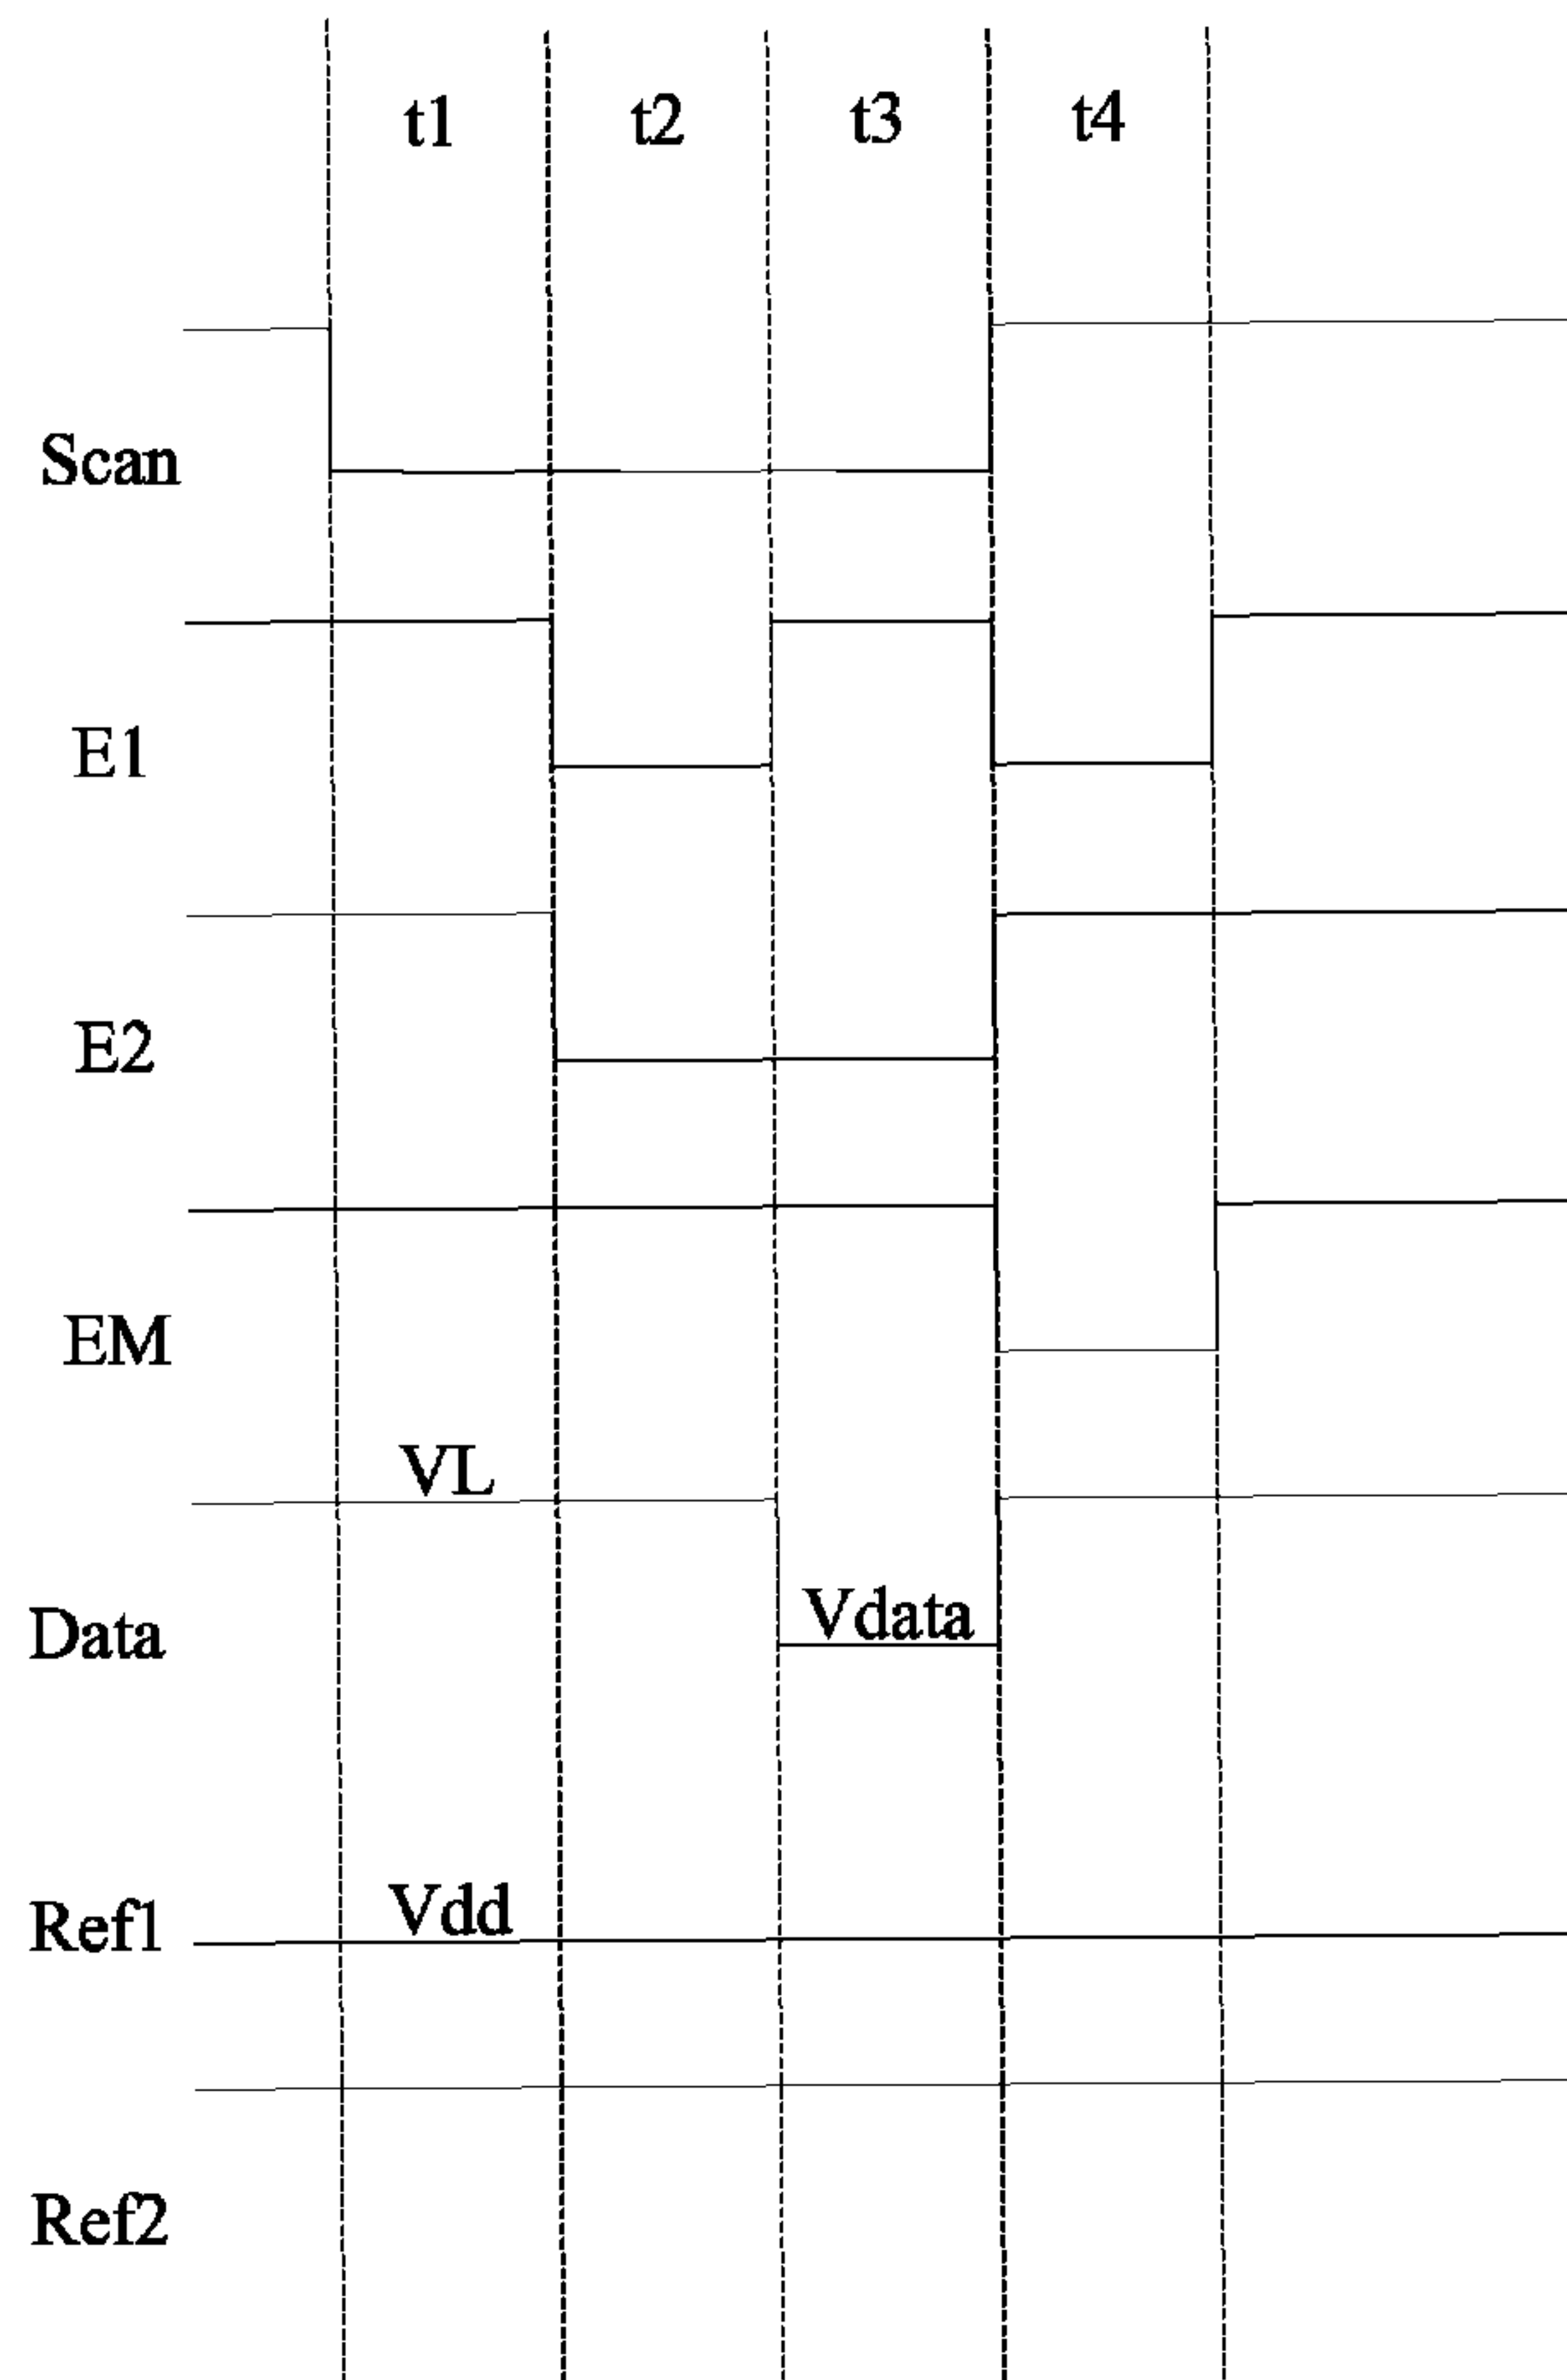 t1 t2 t3 t4
Scan
E1
E2
EM
VL
Data
Vdata
Ref1
Vdd
Ref2